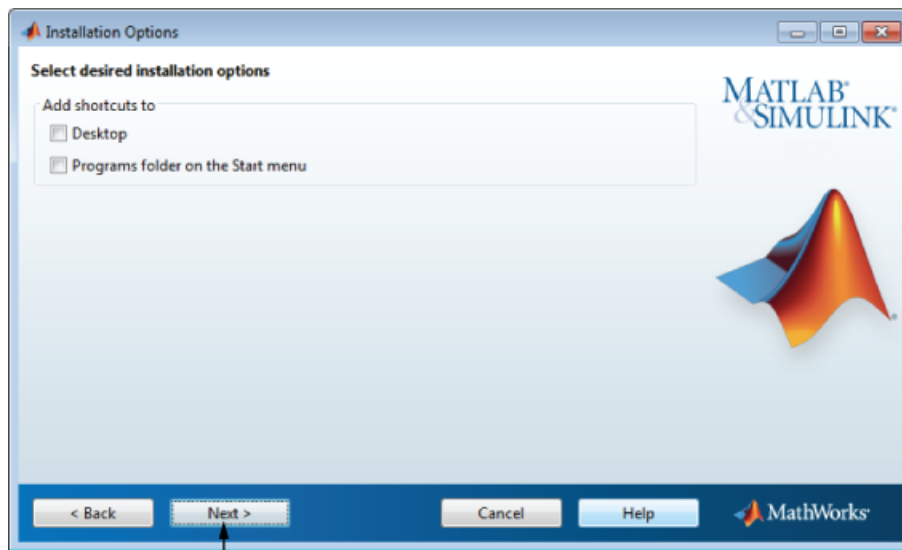 Installation Options
Select desired installation options
Add shortcuts to
Desktop
Programs folder on the Start menu
MATLAB®
&SIMULINK®
®
< Back
Next >
Cancel
Help
MathWorks®